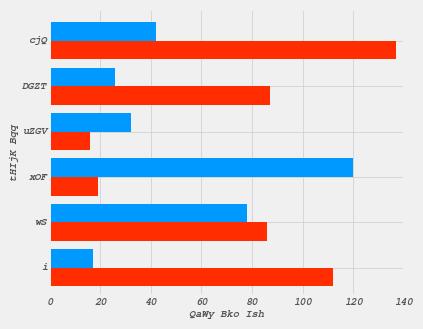 cjQ
DGZT
uZGV
xOF
wS
i
tHIjK Bqq
0 20 40 60 80 100 120 140
QaWy Bko Ish